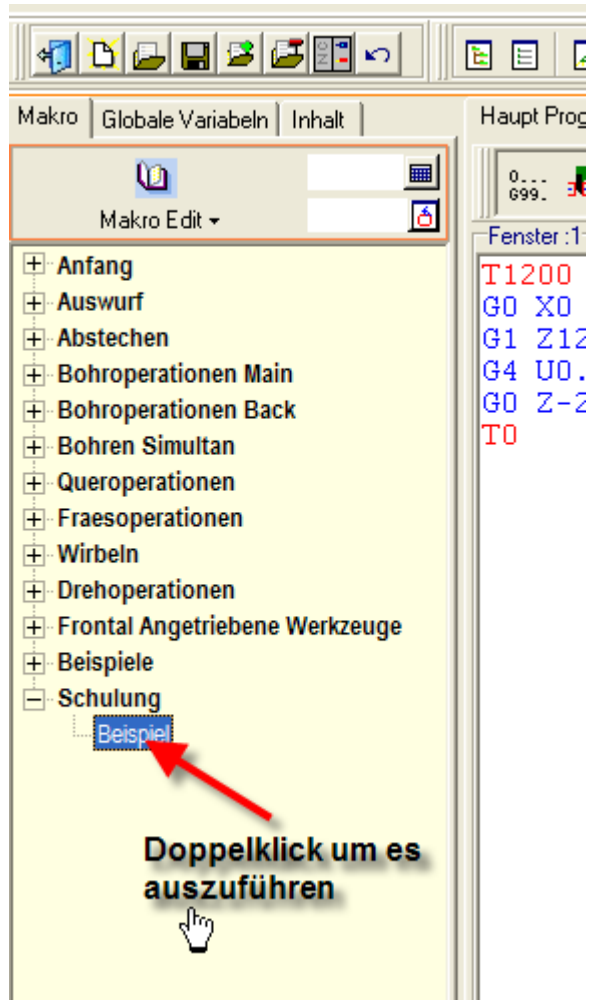 Makro
Globale Variabeln
Inhalt
Haupt Prog
Makro Edit
0...
G99.
Fenster :1
T1200
G0 X0
G1 Z12
G4 U0.
G0 Z-2
T0
Anfang
Auswurf
Abstechen
Bohroperationen Main
Bohroperationen Back
Bohren Simultan
Queroperationen
Fraesoperationen
Wirbeln
Drehoperationen
Frontal Angetriebene Werkzeuge
Beispiele
Schulung
Beispiel
Doppelklick um es
auszuführen